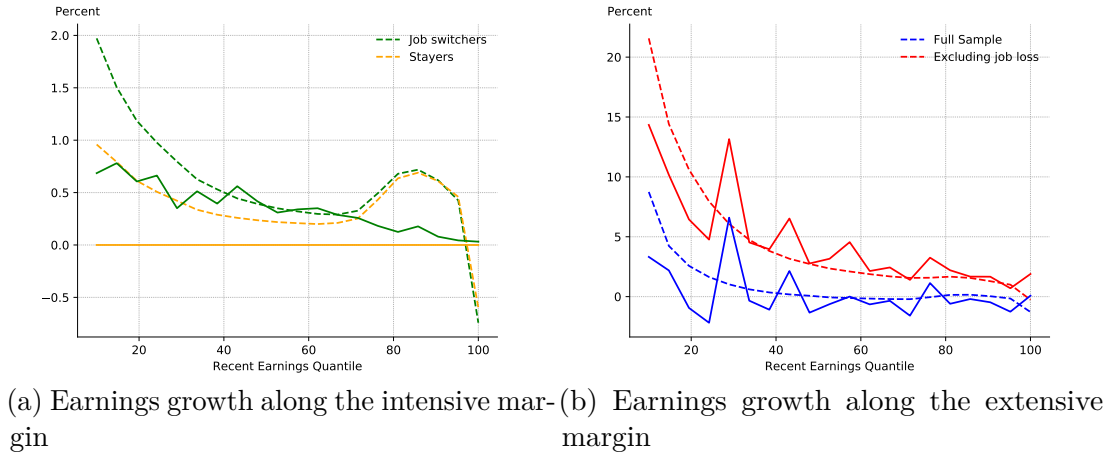 Percent
2.0
1.5
1.0
0.5
0.0
−0.5
20
40
60
80
100
Recent Earnings Quantile
Job switchers
Stayers
(a) Earnings growth along the intensive mar-
gin
Percent
20
15
10
5
0
20
40
60
80
100
Recent Earnings Quantile
Full Sample
Excluding job loss
(b) Earnings growth along the extensive
margin